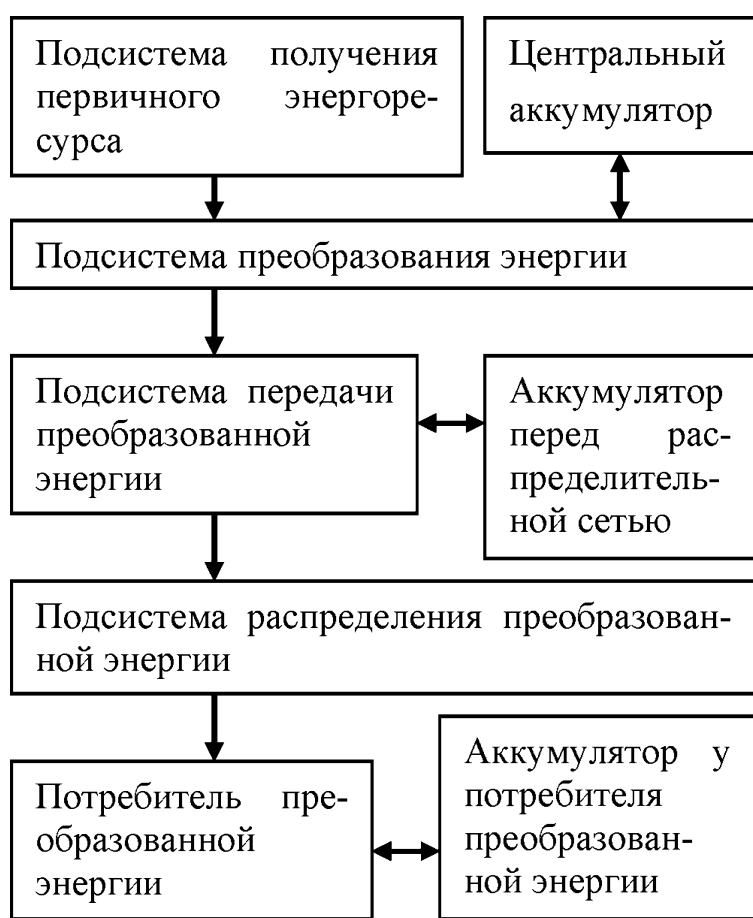 Подсистема получения
первичного энергоре-
сурса
Центральный
аккумулятор
Подсистема преобразования энергии
Подсистема передачи
преобразованной
энергии
Аккумулятор
перед рас-
пределитель-
ной сетью
Подсистема распределения преобразован-
ной энергии
Потребитель пре-
образованной
энергии
Аккумулятор у
потребителя
преобразован-
ной энергии